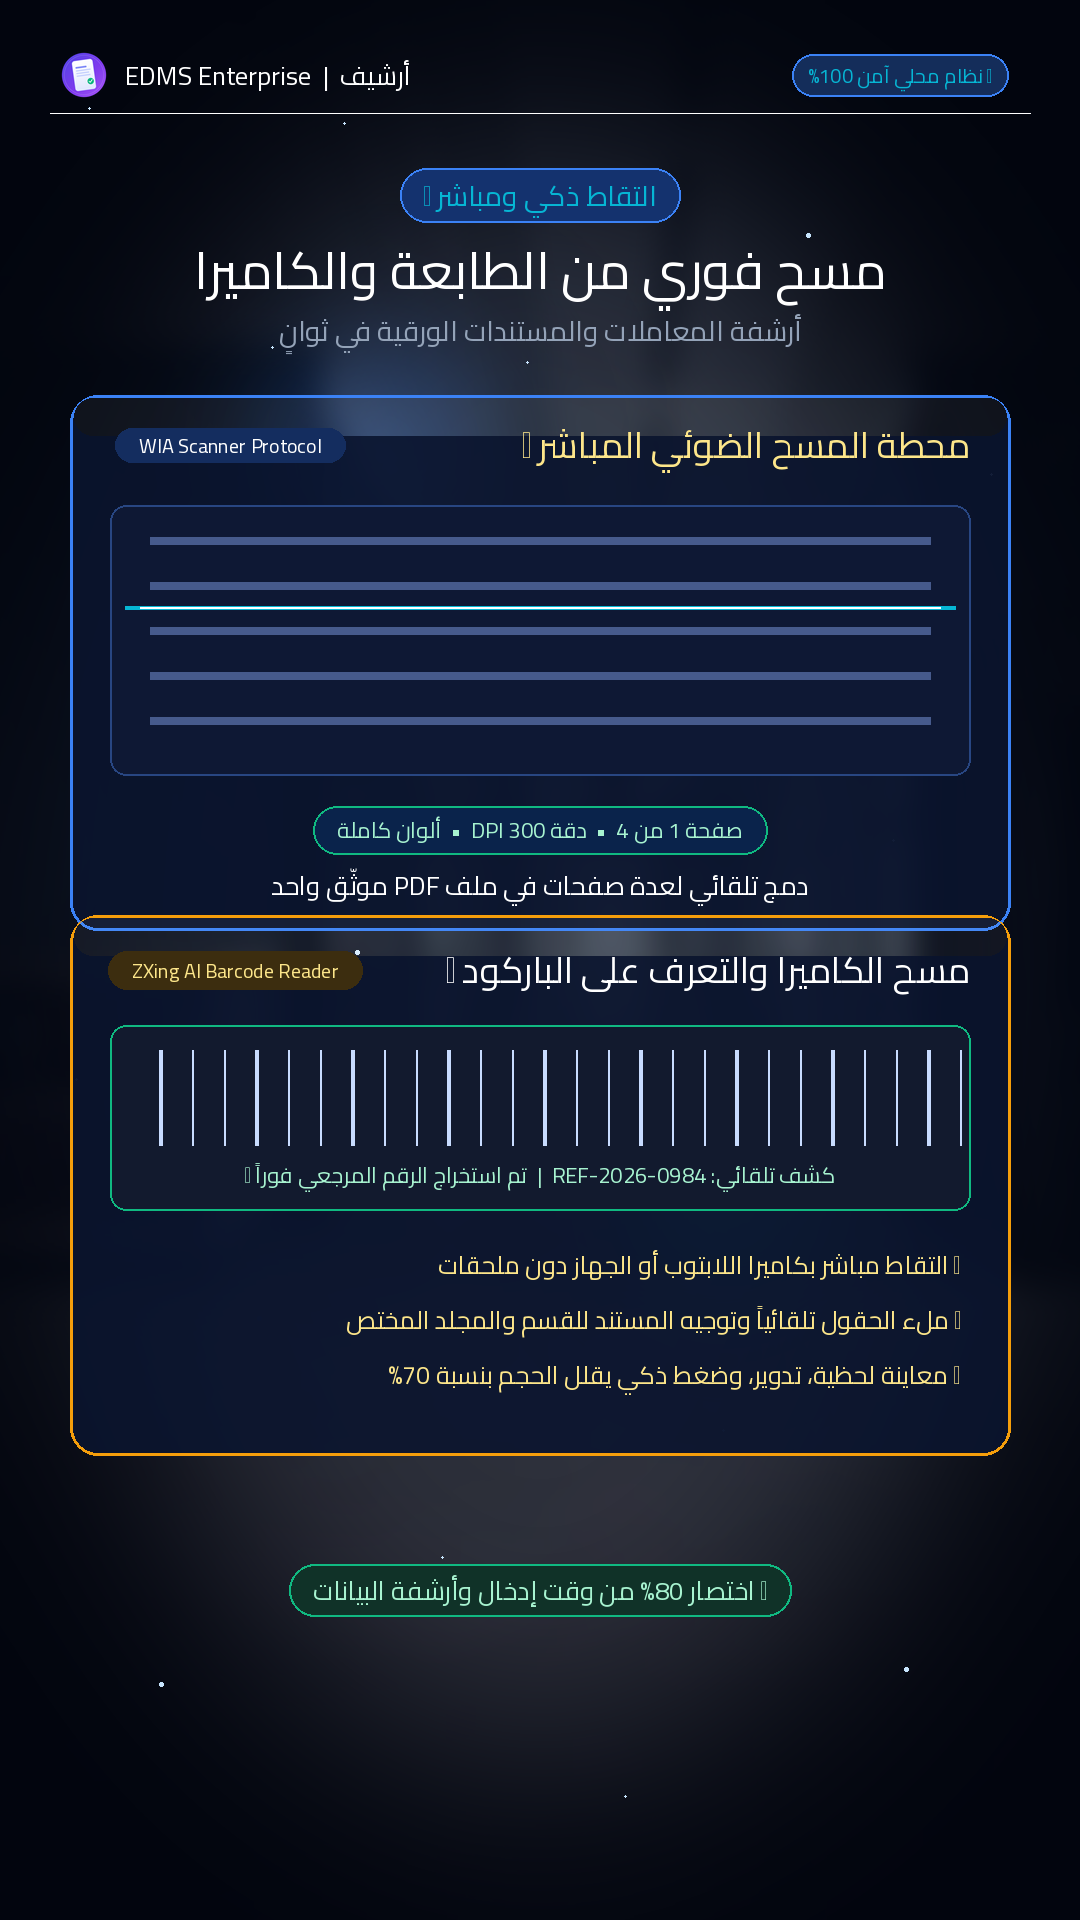 EDMS Enterprise | أرشيف
نظام محلي آمن 100%
التقاط ذكي ومباشر
مسح فوري من الطابعة والكاميرا
أرشفة المعاملات والمستندات الورقية في ثوانٍ
محطة المسح الضوئي المباشر
WIA Scanner Protocol
صفحة 1 من 4 • دقة 300 DPI • ألوان كاملة
دمج تلقائي لعدة صفحات في ملف PDF موثّق واحد
مسح الكاميرا والتعرف على الباركود
ZXing AI Barcode Reader
كشف تلقائي: REF-2026-0984 | تم استخراج الرقم المرجعي فوراً
التقاط مباشر بكاميرا اللابتوب أو الجهاز دون ملحقات
ملء الحقول تلقائياً وتوجيه المستند للقسم والمجلد المختص
معاينة لحظية، تدوير، وضغط ذكي يقلل الحجم بنسبة 70%
اختصار 80% من وقت إدخال وأرشفة البيانات